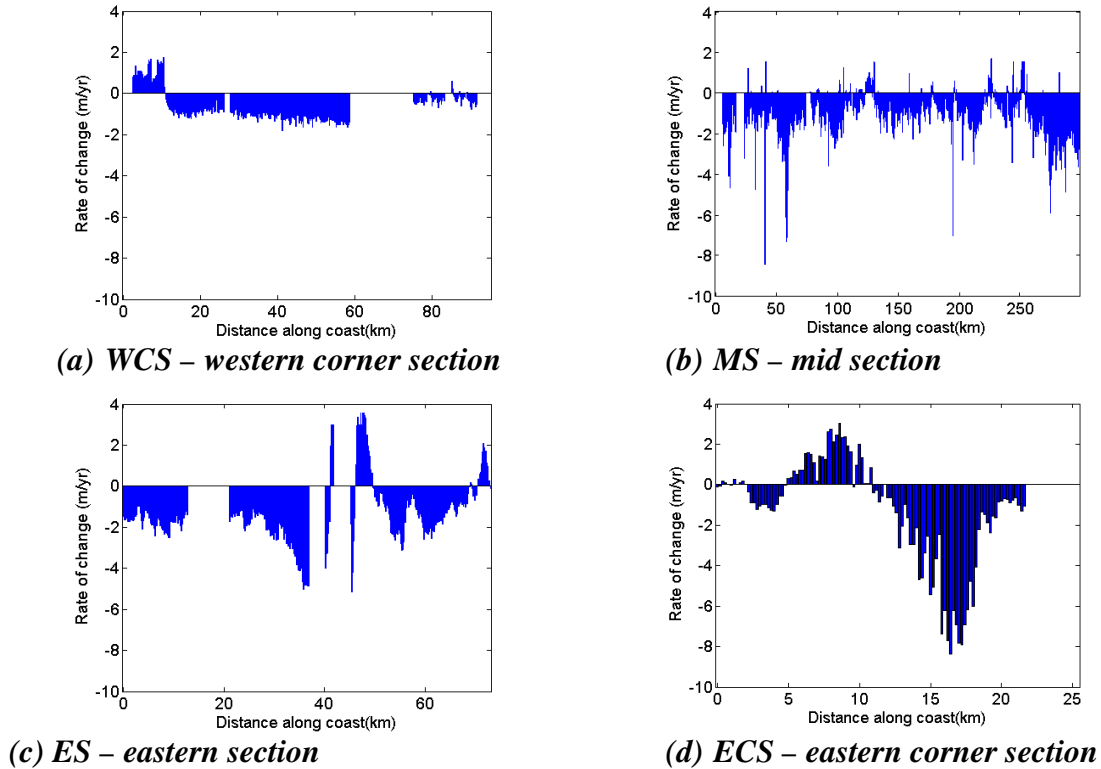 4
2
0
-2
-4
-6
-8
-10
Rate of change (m/yr)
0 20 40 60 80
Distance along coast(km)
(a) WCS – western corner section
4
2
0
-2
-4
-6
-8
-10
Rate of change (m/yr)
0 50 100 150 200 250
Distance along coast(km)
(b) MS – mid section
4
2
0
-2
-4
-6
-8
-10
Rate of change (m/yr)
0 20 40 60
Distance along coast(km)
(c) ES – eastern section
4
2
0
-2
-4
-6
-8
-10
Rate of change (m/yr)
0 5 10 15 20 25
Distance along coast(km)
(d) ECS – eastern corner section